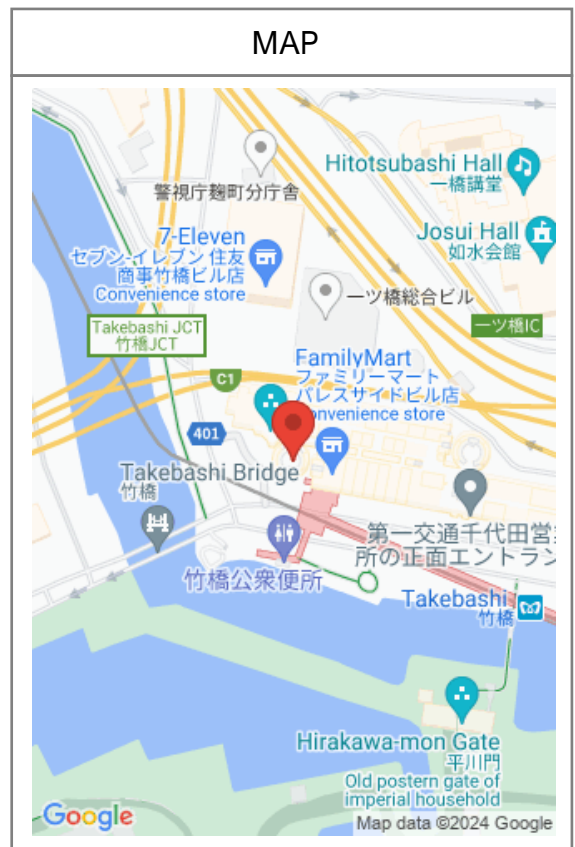 MAP
Hitotsubashi Hall
一橋講堂
警視庁麹町分庁舎
7-Eleven
セブン-イレブン 住友
商事竹橋ビル店
Convenience store
Josui Hall
如水会館
一ツ橋総合ビル
Takebashi JCT
竹橋JCT
一ツ橋IC
FamilyMart
ファミリーマート
パレスサイドビル店
onvenience store
C1
401
Takebashi Bridge
竹橋
第一交通千代田営業
所の正面エントラン
竹橋公衆便所
Takebashi
竹橋
Hirakawa-mon Gate
平川門
Old postern gate of
imperial household
Google
Map data ©2024 Google